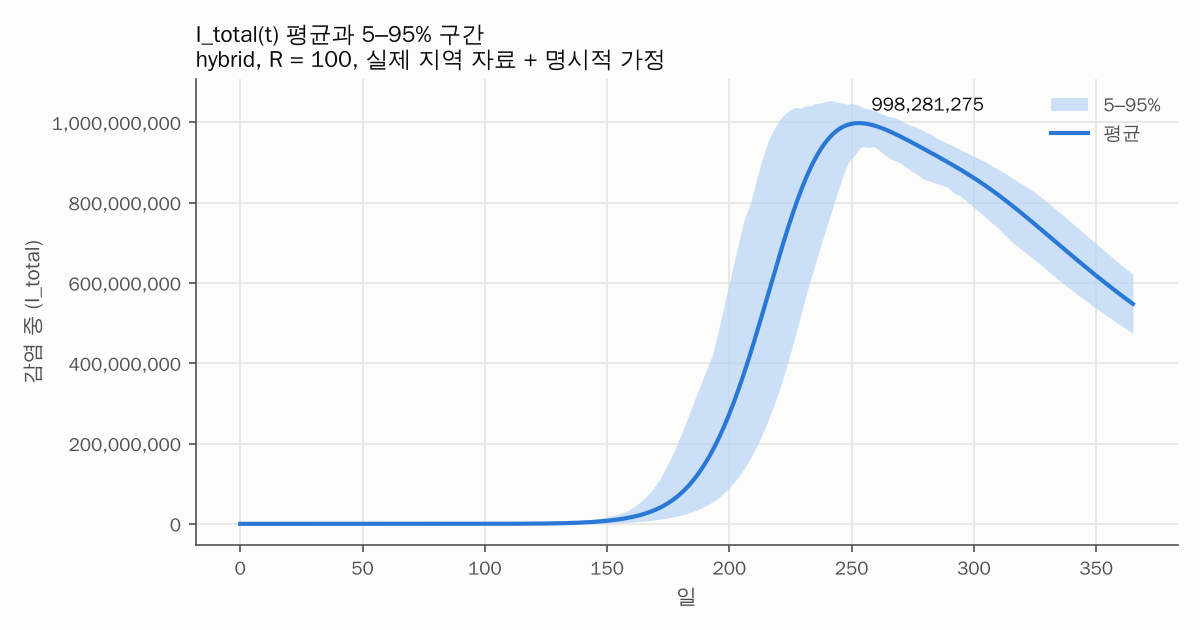 I_total(t) 평균과 5–95% 구간
hybrid, R = 100, 실제 지역 자료 + 명시적 가정
998,281,275
5–95%
평균
1,000,000,000
800,000,000
600,000,000
400,000,000
200,000,000
0
감염 중 (I_total)
0 50 100 150 200 250 300 350
일